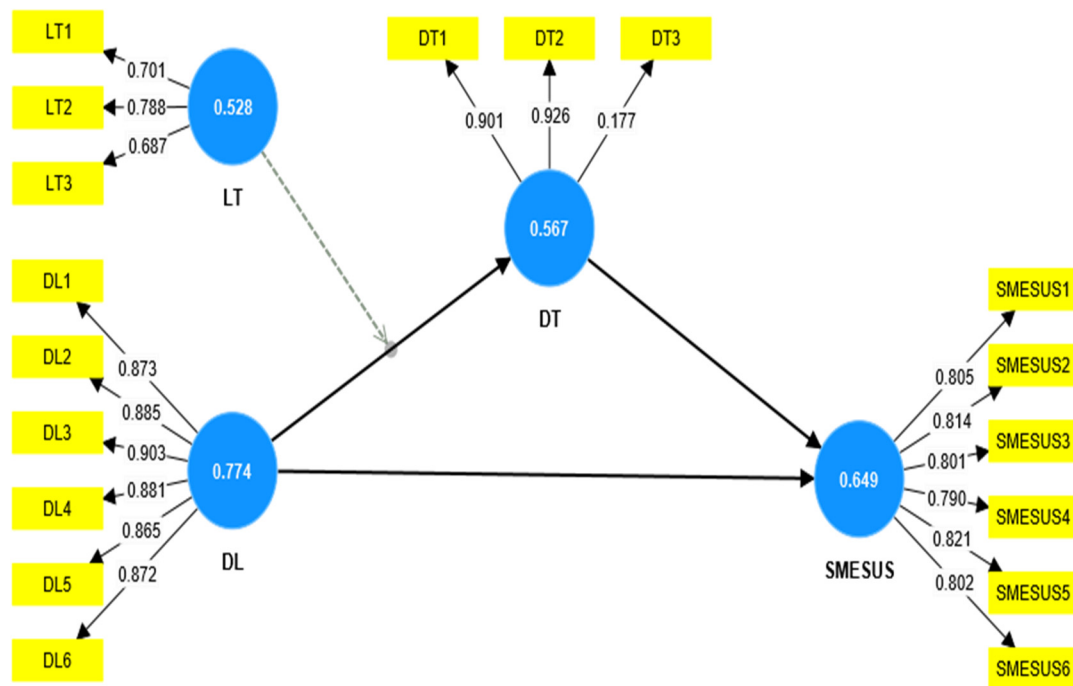 LT1
LT2
LT3
0.701
0.788
0.687
0.528
LT
DT1
DT2
DT3
0.901
0.926
0.177
0.567
DT
DL1
DL2
DL3
DL4
DL5
DL6
0.873
0.885
0.903
0.881
0.865
0.872
0.774
DL
0.649
SMESUS
0.805
0.814
0.801
0.790
0.821
0.802
SMESUS1
SMESUS2
SMESUS3
SMESUS4
SMESUS5
SMESUS6